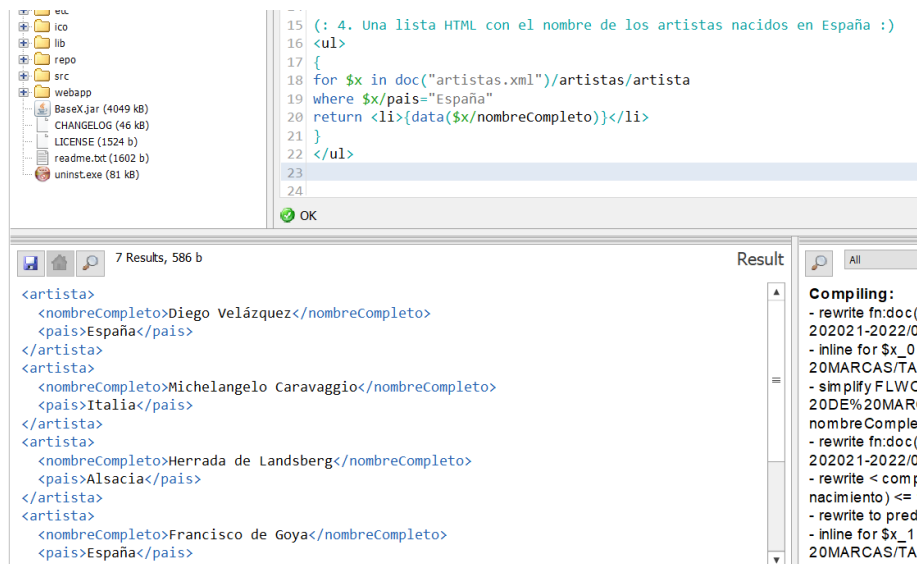 etc
ico
lib
repo
src
webapp
BaseX.jar (4049 kB)
CHANGELOG (46 kB)
LICENSE (1524 b)
readme.txt (1602 b)
uninst.exe (81 kB)
15 (: 4. Una lista HTML con el nombre de los artistas nacidos en España :)
16 <ul>
17 {
18 for $x in doc("artistas.xml")/artistas/artista
19 where $x/pais="España"
20 return <li>{data($x/nombreCompleto)}</li>
21 }
22 </ul>
23
24
OK
7 Results, 586 b
Result
<artista>
<nombreCompleto>Diego Velázquez</nombreCompleto>
<pais>España</pais>
</artista>
<artista>
<nombreCompleto>Michelangelo Caravaggio</nombreCompleto>
<pais>Italia</pais>
</artista>
<artista>
<nombreCompleto>Herrada de Landsberg</nombreCompleto>
<pais>Alsacia</pais>
</artista>
<artista>
<nombreCompleto>Francisco de Goya</nombreCompleto>
<pais>España</pais>
All
Compiling:
- rewrite fn:doc(
202021-2022/0
- inline for $x_0
20MARCAS/TA
- simplify FLWO
20DE%20MAR
nombreComple
- rewrite fn:doc(
202021-2022/0
- rewrite < comp
nacimiento) <=
- rewrite to pred
- inline for $x_1
20MARCAS/TA